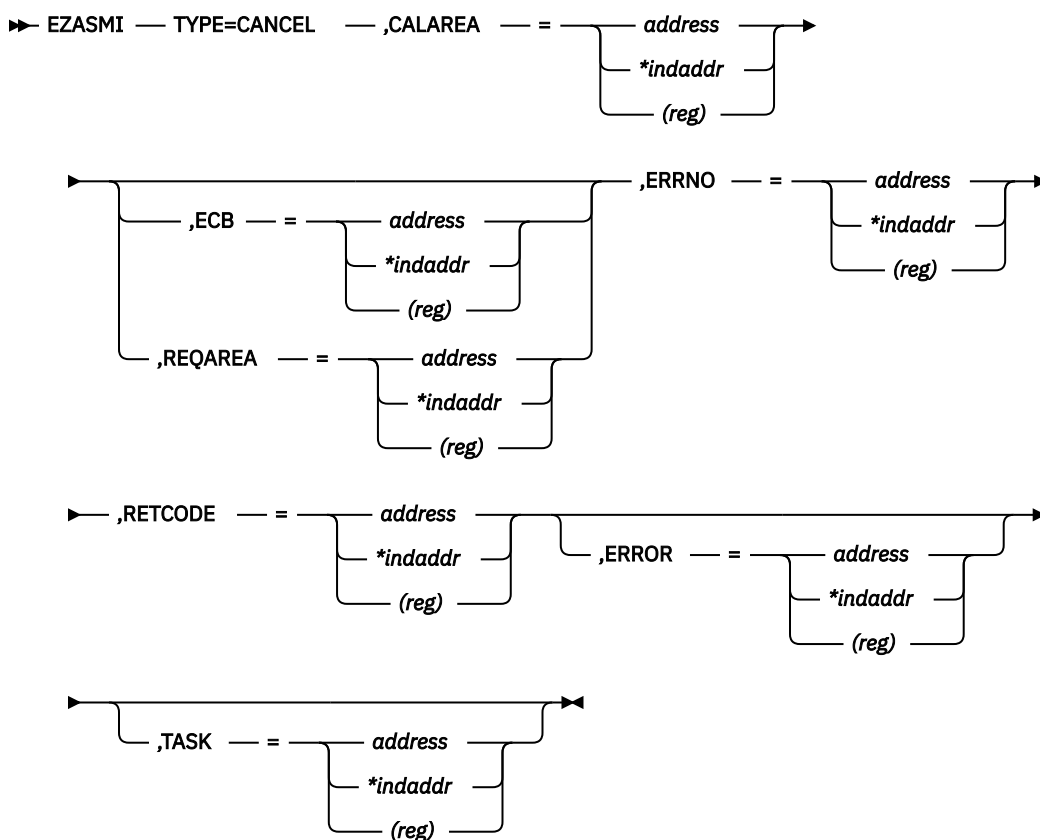 EZASMI TYPE=CANCEL ,CALAREA = address
*indaddr
(reg)
,ERRNO = address
*indaddr
(reg)
,ECB = address
*indaddr
(reg)
,REQAREA = address
*indaddr
(reg)
,RETCODE = address
*indaddr
(reg)
,ERROR = address
*indaddr
(reg)
,TASK = address
*indaddr
(reg)